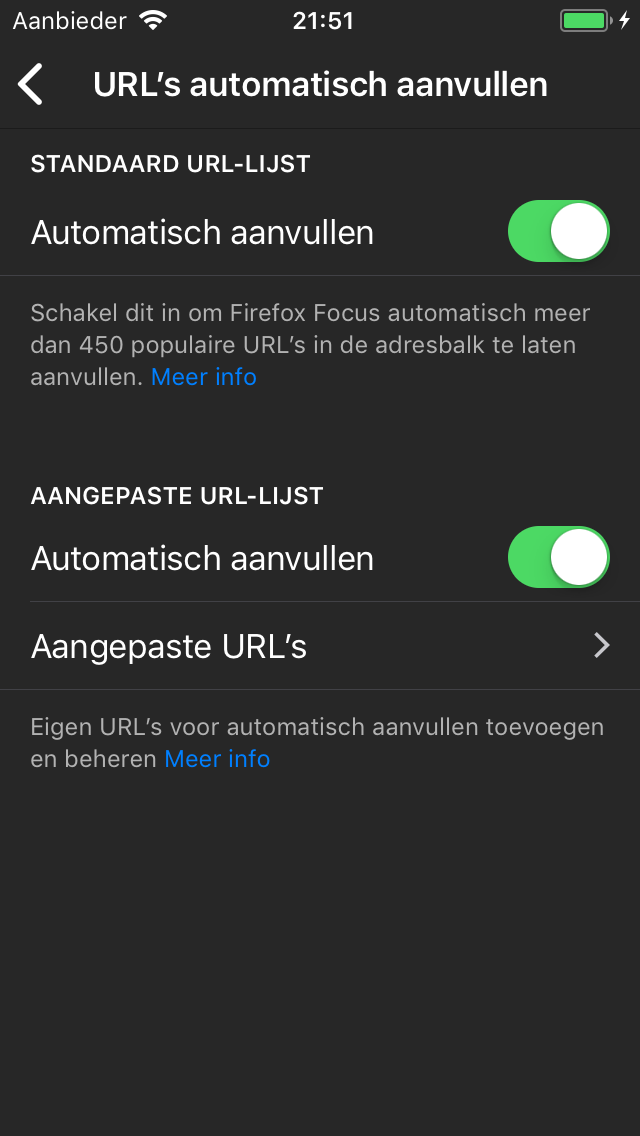 Aanbieder 21:51
URL’s automatisch aanvullen
STANDAARD URL-LIJST
Automatisch aanvullen
Schakel dit in om Firefox Focus automatisch meer
dan 450 populaire URL’s in de adresbalk te laten
aanvullen. Meer info
AANGEPASTE URL-LIJST
Automatisch aanvullen
Aangepaste URL’s
Eigen URL’s voor automatisch aanvullen toevoegen
en beheren Meer info